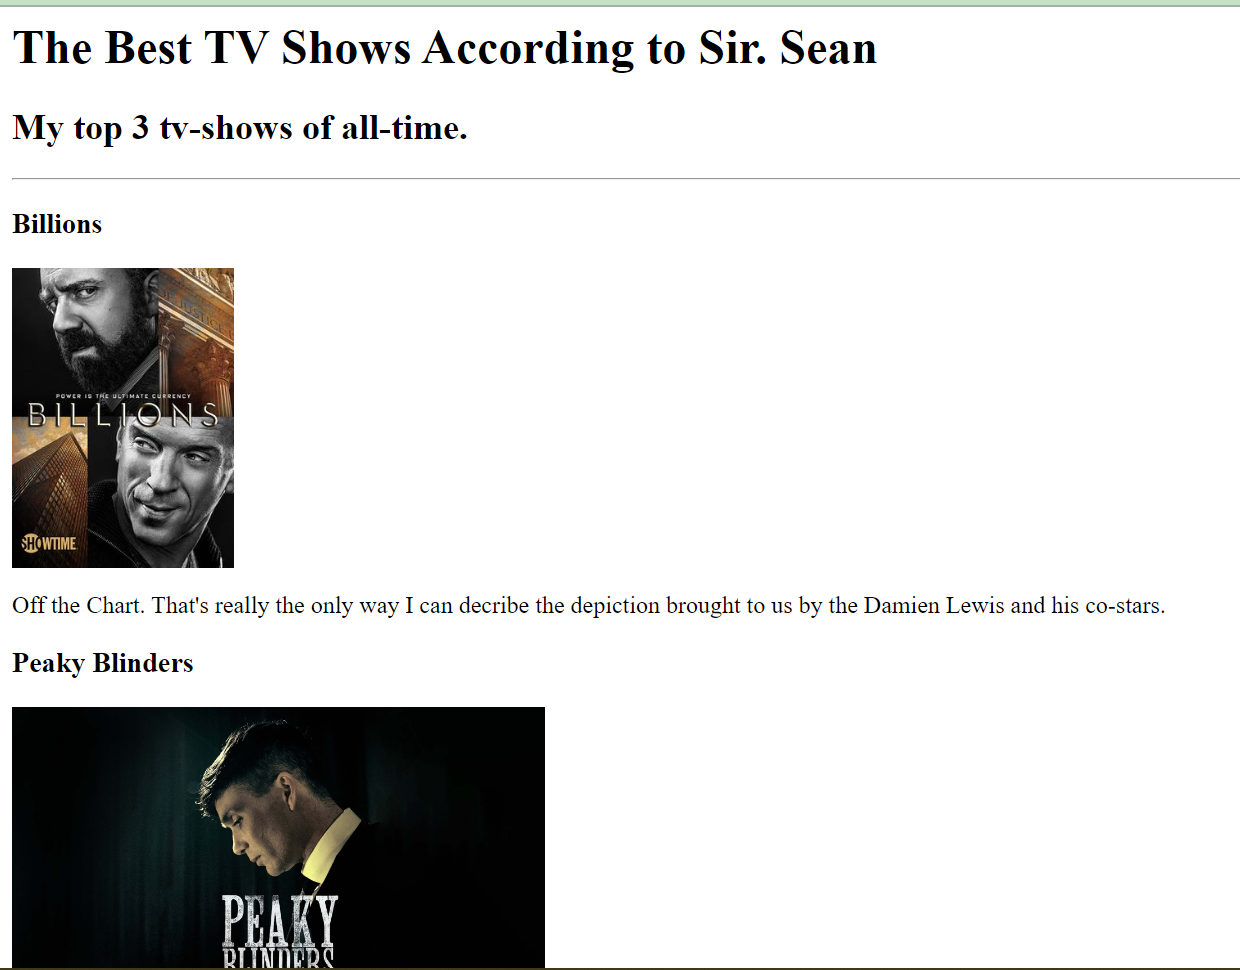 The Best TV Shows According to Sir. Sean
My top 3 tv-shows of all-time.
Billions
JUSTICE
POWER IS THE ULTIMATE CURRENCY
BILLIONS
SHOWTIME
Off the Chart. That's really the only way I can decribe the depiction brought to us by the Damien Lewis and his co-stars.
Peaky Blinders
PEAKY
BLINDERS